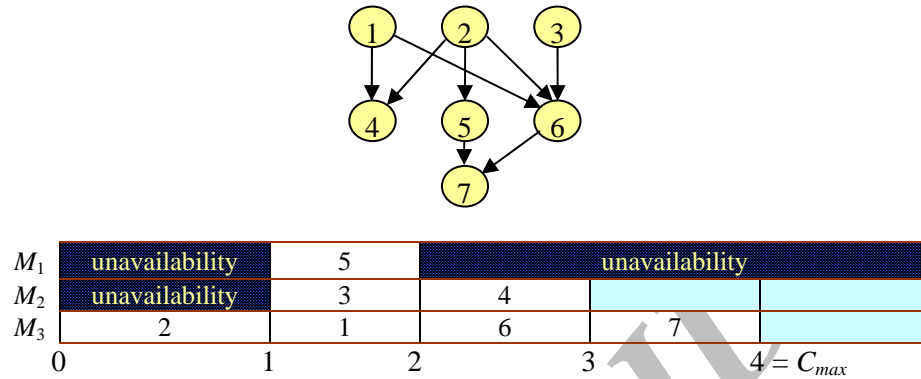 1 2 3
4 5 6
7
M1 unavailability 5 unavailability
M2 unavailability 3 4
M3 2 1 6 7
0 1 2 3 4 = Cmax